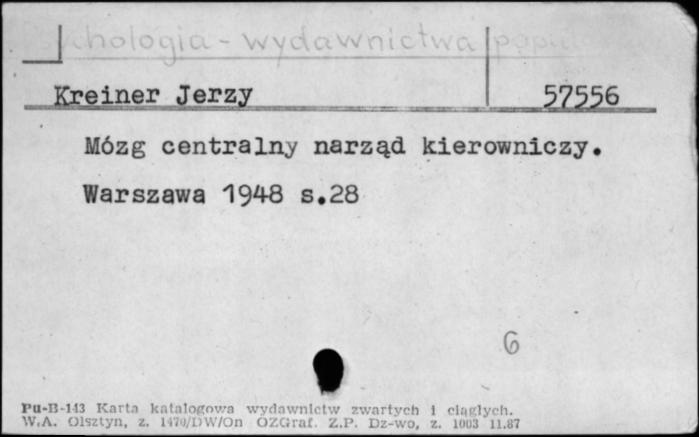 Psychologia - wydawnictwa popularne
Kreiner Jerzy 57556
Mózg centralny narząd kierowniczy.
Warszawa 1948 s.28
6
Pu-B-143 Karta katalogowa wydawnictw zwartych i ciągłych.
W.A. Olsztyn, z. 1470/DW/On OZGraf. Z.P. Dz-wo, z. 1003 11.87